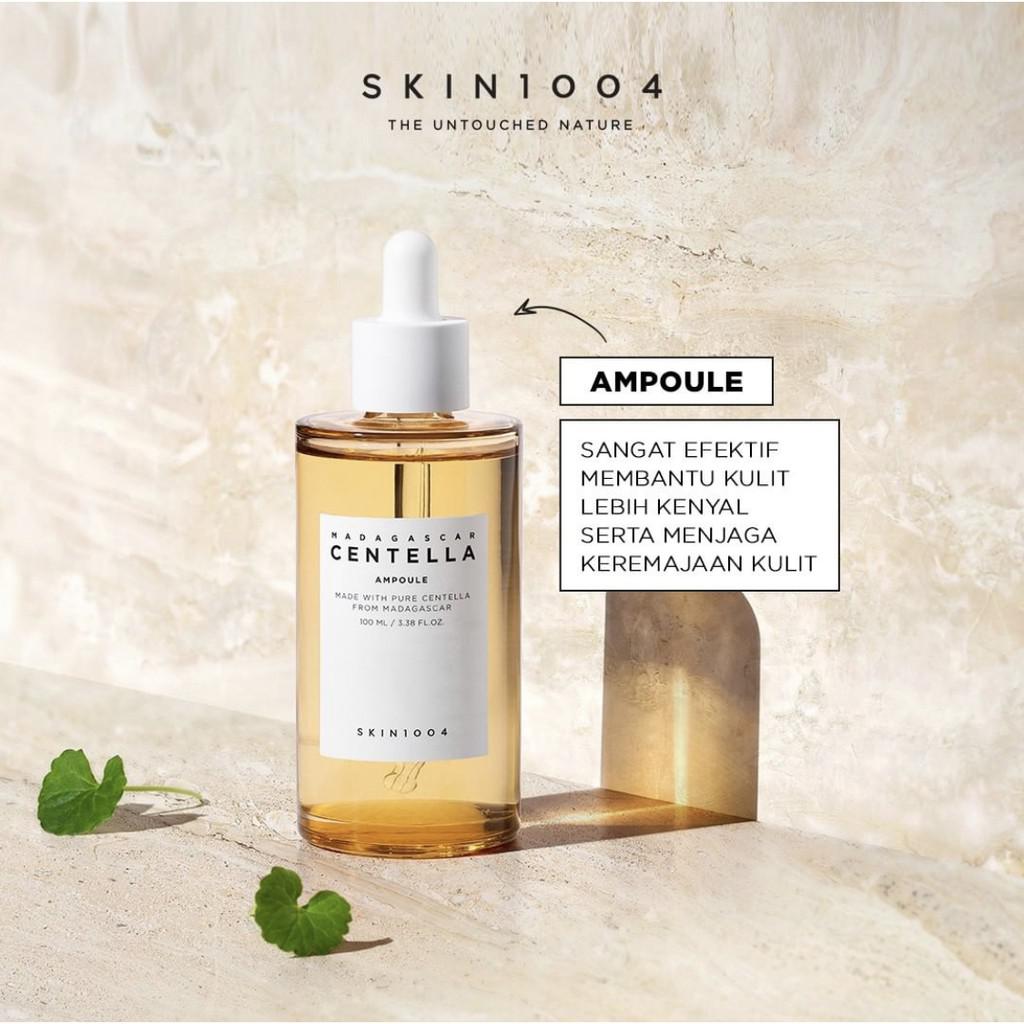 SKIN1004
THE UNTOUCHED NATURE
AMPOULE
SANGAT EFEKTIF
MEMBANTU KULIT
LEBIH KENYAL
SERTA MENJAGA
KEREMAJAAN KULIT
MADAGASCAR
CENTELLA
AMPOULE
MADE WITH PURE CENTELLA
FROM MADAGASCAR
100 ML / 3.38 FL.OZ.
SKIN1004